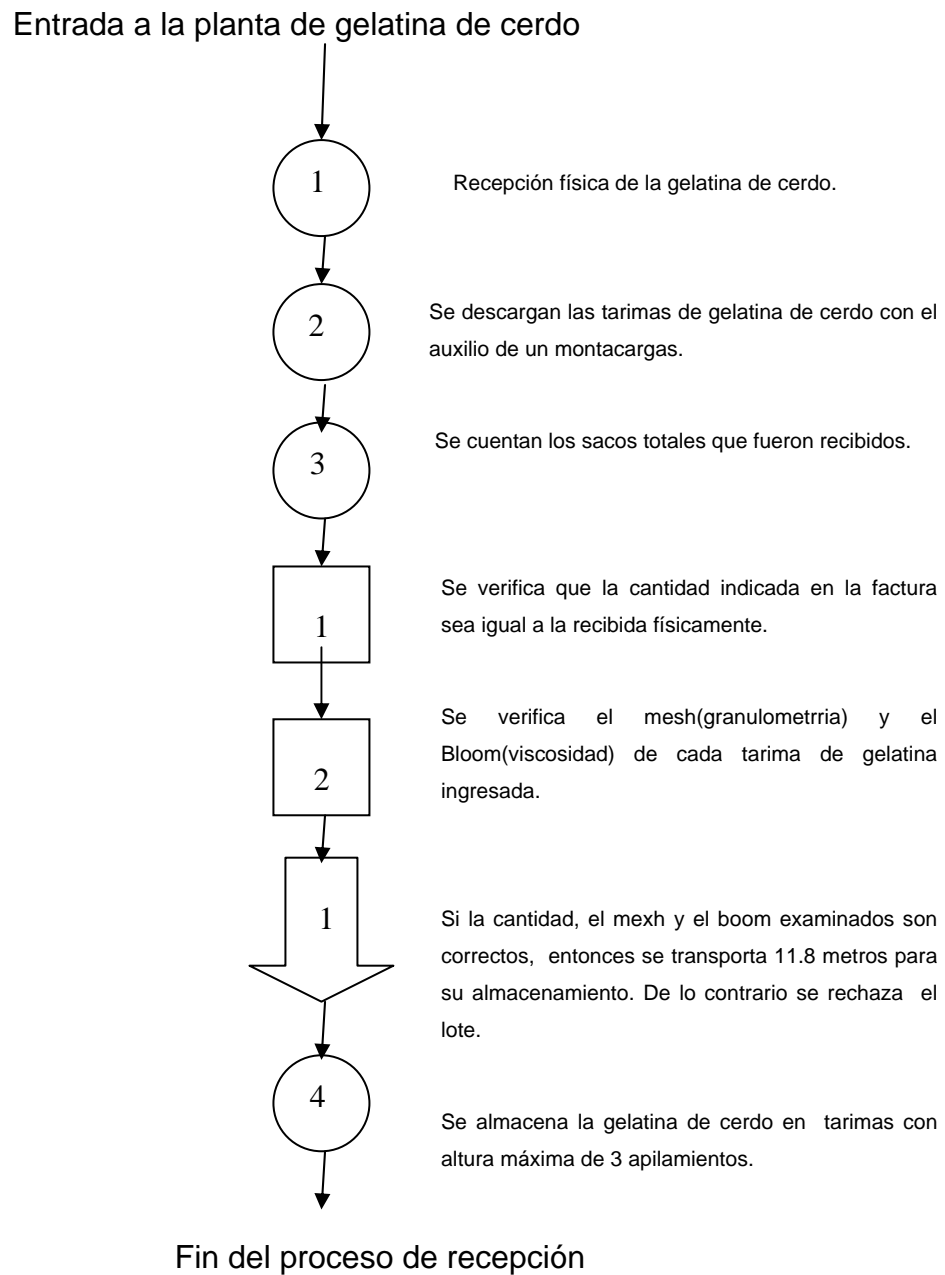 Entrada a la planta de gelatina de cerdo
1
Recepción física de la gelatina de cerdo.
2
Se descargan las tarimas de gelatina de cerdo con el
auxilio de un montacargas.
3
Se cuentan los sacos totales que fueron recibidos.
1
Se verifica que la cantidad indicada en la factura
sea igual a la recibida físicamente.
2
Se verifica el mesh(granulometrria) y el
Bloom(viscosidad) de cada tarima de gelatina
ingresada.
1
Si la cantidad, el mexh y el boom examinados son
correctos, entonces se transporta 11.8 metros para
su almacenamiento. De lo contrario se rechaza el
lote.
4
Se almacena la gelatina de cerdo en tarimas con
altura máxima de 3 apilamientos.
Fin del proceso de recepción